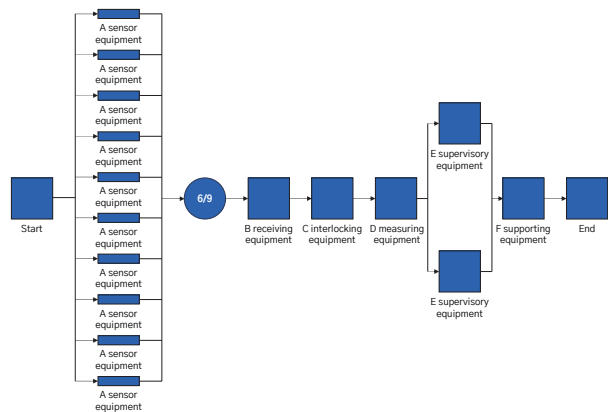 A sensor
equipment
A sensor
equipment
A sensor
equipment
A sensor
equipment
A sensor
equipment
A sensor
equipment
A sensor
equipment
A sensor
equipment
A sensor
equipment
A sensor
equipment
Start
6/9
B receiving
equipment
C interlocking
equipment
D measuring
equipment
E supervisory
equipment
E supervisory
equipment
F supporting
equipment
End